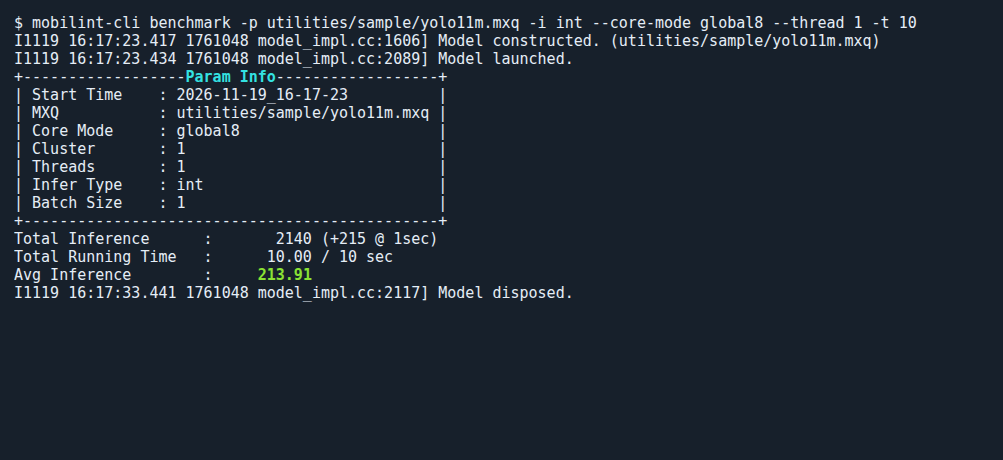 $ mobilint-cli benchmark -p utilities/sample/yolo11m.mxq -i int --core-mode global8 --thread 1 -t 10
I1119 16:17:23.417 1761048 model_impl.cc:1606] Model constructed. (utilities/sample/yolo11m.mxq)
I1119 16:17:23.434 1761048 model_impl.cc:2089] Model launched.
+------------------Param Info------------------+
| Start Time    : 2026-11-19_16-17-23          |
| MXQ           : utilities/sample/yolo11m.mxq |
| Core Mode     : global8                      |
| Cluster       : 1                            |
| Threads       : 1                            |
| Infer Type    : int                          |
| Batch Size    : 1                            |
+----------------------------------------------+
Total Inference      :       2140 (+215 @ 1sec)
Total Running Time   :      10.00 / 10 sec
Avg Inference        :     213.91
I1119 16:17:33.441 1761048 model_impl.cc:2117] Model disposed.